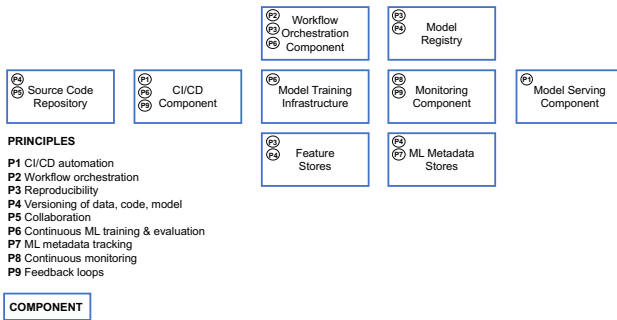 P2
P3
P6
Workflow
Orchestration
Component
P3
P4
Model
Registry
P4
P5
Source Code
Repository
P1
P6
P9
CI/CD
Component
P6
Model Training
Infrastructure
P8
P9
Monitoring
Component
P1
Model Serving
Component
P3
P4
Feature
Stores
P4
P7
ML Metadata
Stores
PRINCIPLES
P1 CI/CD automation
P2 Workflow orchestration
P3 Reproducibility
P4 Versioning of data, code, model
P5 Collaboration
P6 Continuous ML training & evaluation
P7 ML metadata tracking
P8 Continuous monitoring
P9 Feedback loops
COMPONENT